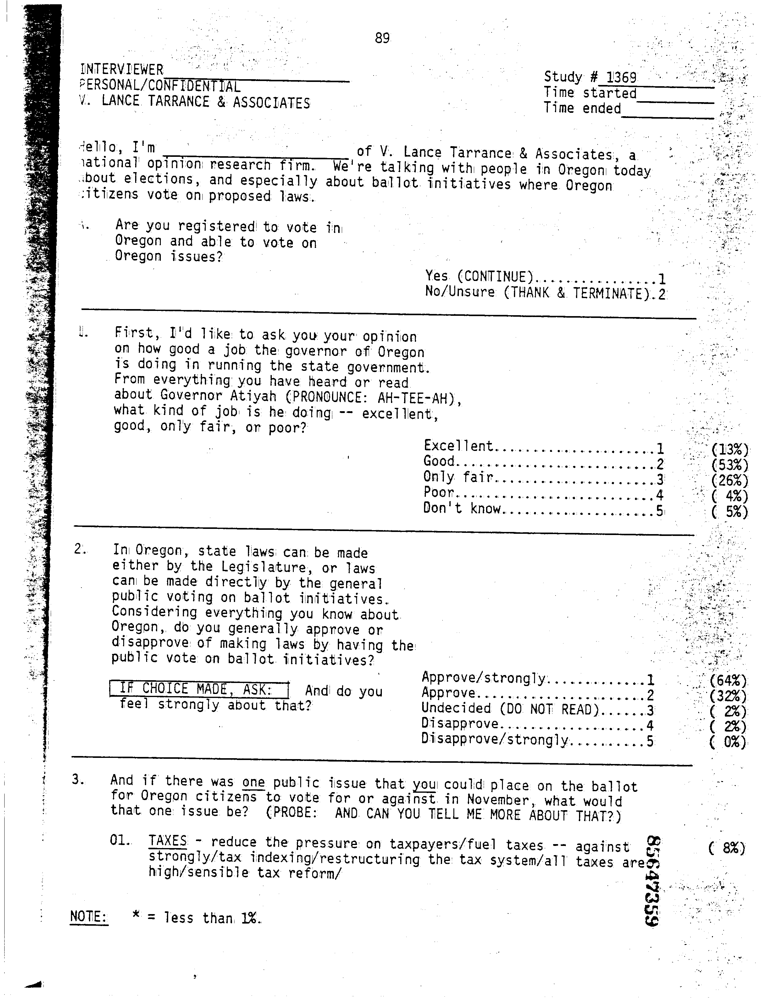 89
INTERVIEWER
PERSONAL/CONFIDENTIAL
V. LANCE TARRANCE & ASSOCIATES
Study # 1369
Time started
Time ended
Hello, I'm of V. Lance Tarrance & Associates, a
national opinion research firm. We're talking with people in Oregon today
about elections, and especially about ballot initiatives where Oregon
citizens vote on proposed laws.
Are you registered to vote in
Oregon and able to vote on
Oregon issues?
Yes (CONTINUE)................1
No/Unsure (THANK & TERMINATE).2
First, I'd like to ask you your opinion
on how good a job the governor of Oregon
is doing in running the state government.
From everything you have heard or read
about Governor Atiyah (PRONOUNCE: AH-TEE-AH),
what kind of job is he doing -- excellent,
good, only fair, or poor?
Excellent.....................1 (13%)
Good..........................2 (53%)
Only fair.....................3 (26%)
Poor..........................4 ( 4%)
Don't know....................5 ( 5%)
2. In Oregon, state laws can be made
either by the Legislature, or laws
can be made directly by the general
public voting on ballot initiatives.
Considering everything you know about
Oregon, do you generally approve or
disapprove of making laws by having the
public vote on ballot initiatives?
IF CHOICE MADE, ASK: And do you
feel strongly about that?
Approve/strongly.............1 (64%)
Approve......................2 (32%)
Undecided (DO NOT READ)......3 ( 2%)
Disapprove...................4 ( 2%)
Disapprove/strongly..........5 ( 0%)
3. And if there was one public issue that you could place on the ballot
for Oregon citizens to vote for or against in November, what would
that one issue be? (PROBE: AND CAN YOU TELL ME MORE ABOUT THAT?)
01. TAXES - reduce the pressure on taxpayers/fuel taxes -- against ( 8%)
strongly/tax indexing/restructuring the tax system/all taxes are
high/sensible tax reform/
NOTE: * = less than 1%.
85647359